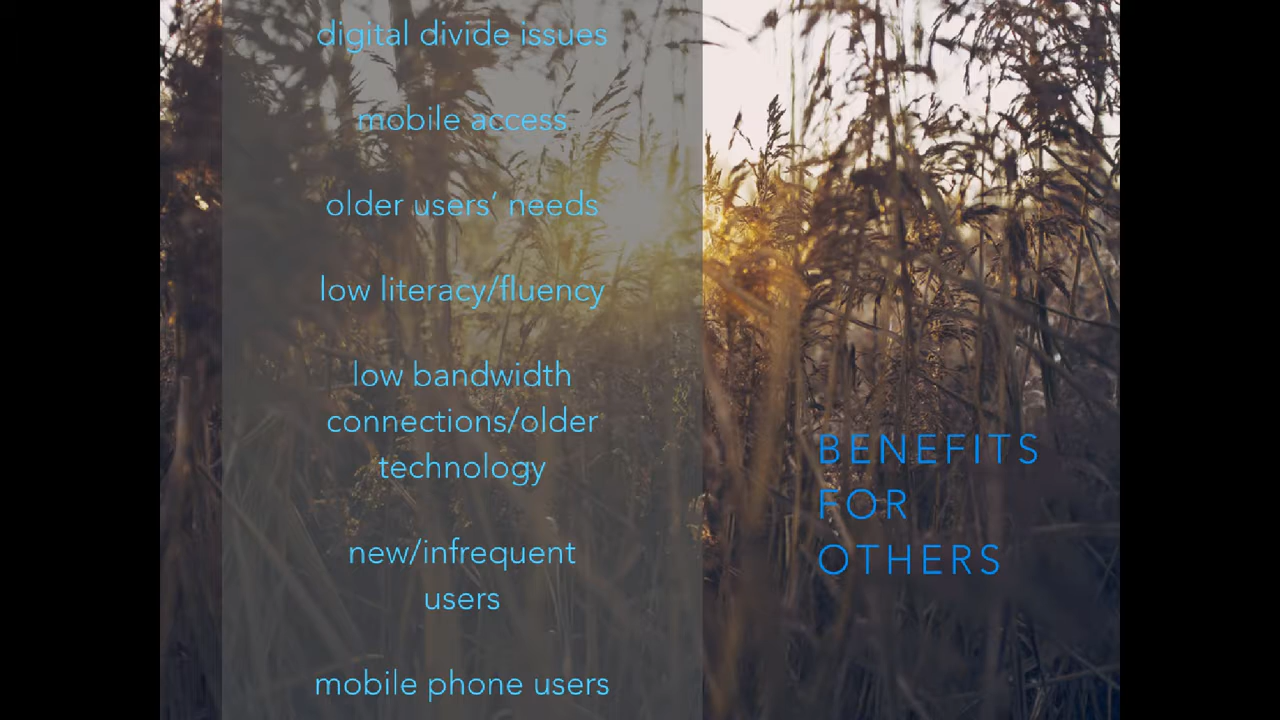 digital divide issues
mobile access
older users’ needs
low literacy/fluency
low bandwidth
connections/older
technology
new/infrequent
users
mobile phone users
BENEFITS
FOR
OTHERS